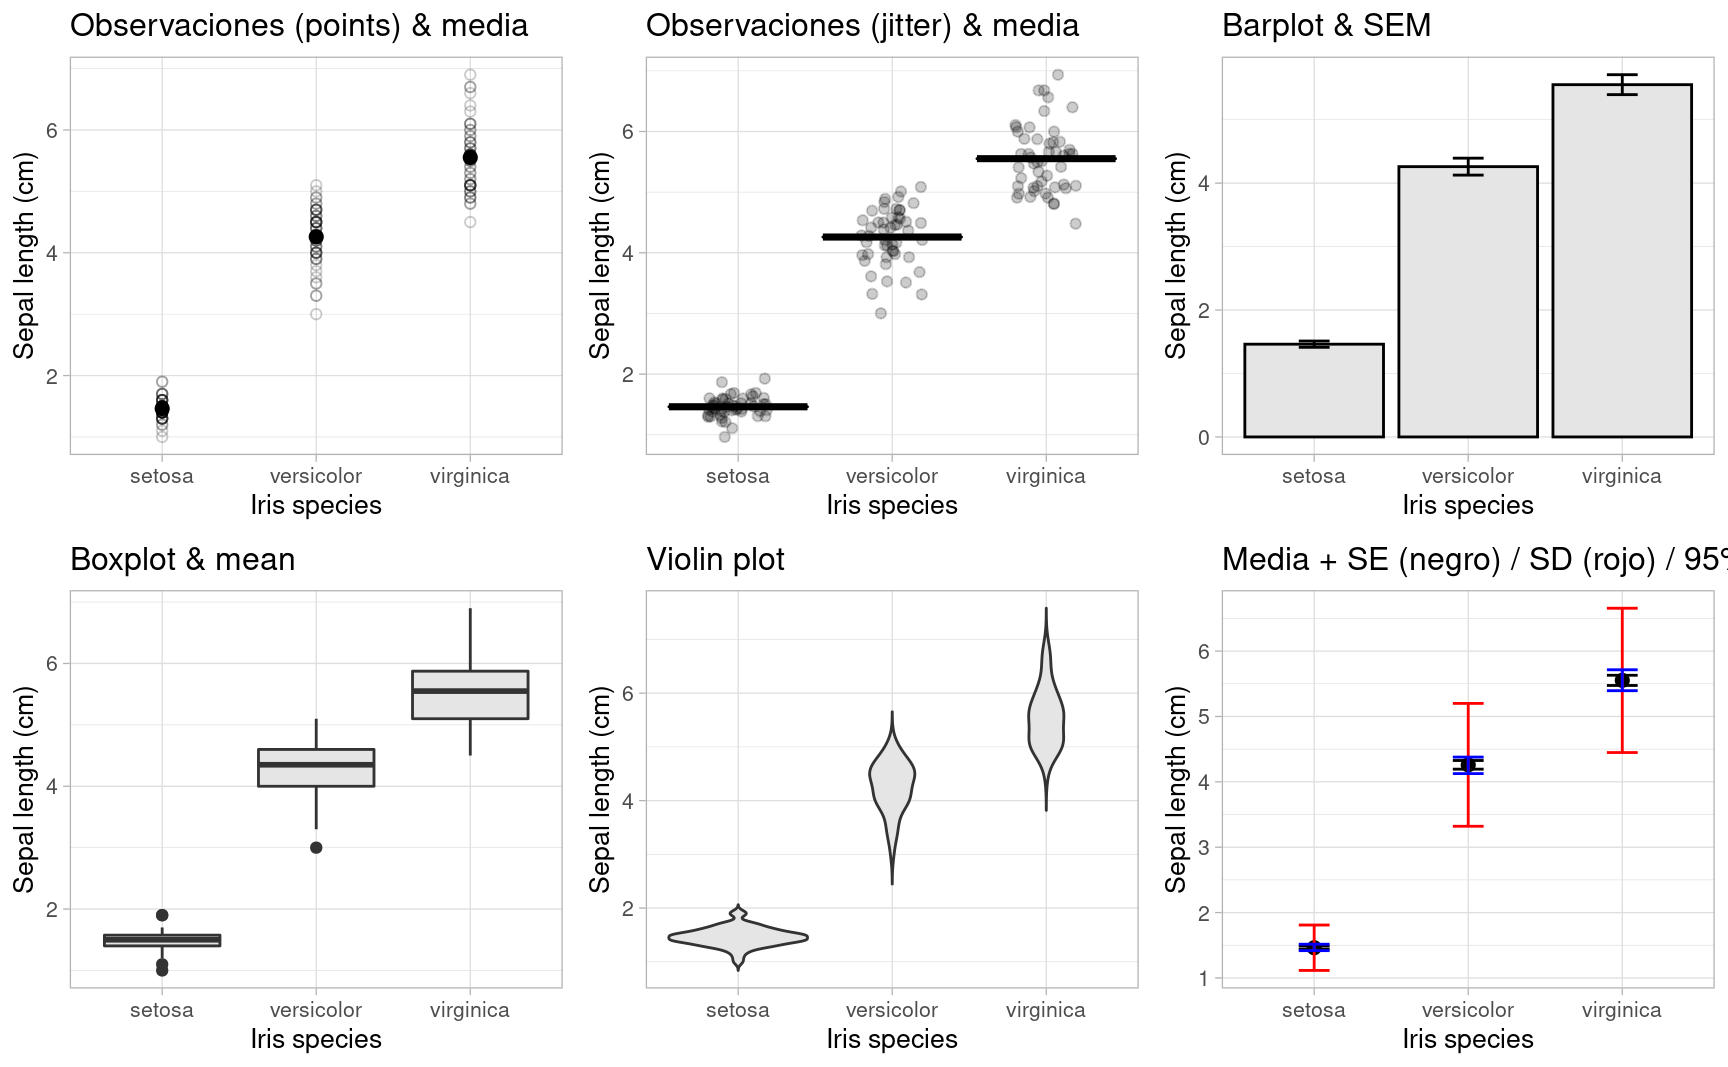 Observaciones (points) & media
Sepal length (cm)
6
4
2
setosa versicolor virginica
Iris species
Observaciones (jitter) & media
Sepal length (cm)
6
4
2
setosa versicolor virginica
Iris species
Barplot & SEM
Sepal length (cm)
4
2
0
setosa versicolor virginica
Iris species
Boxplot & mean
Sepal length (cm)
6
4
2
setosa versicolor virginica
Iris species
Violin plot
Sepal length (cm)
6
4
2
setosa versicolor virginica
Iris species
Media + SE (negro) / SD (rojo) / 95%
Sepal length (cm)
6
5
4
3
2
1
setosa versicolor virginica
Iris species